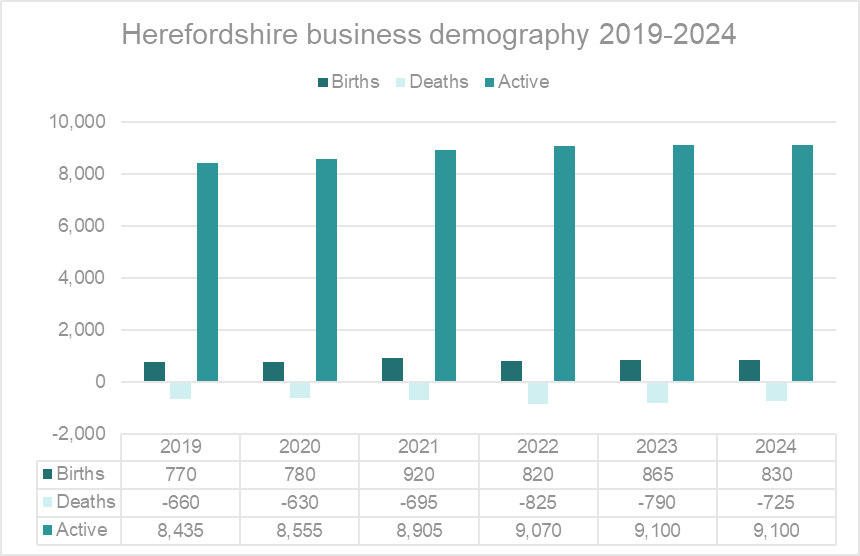 Herefordshire business demography 2019-2024
Births Deaths Active
10,000
8,000
6,000
4,000
2,000
0
-2,000
2019 2020 2021 2022 2023 2024
Births 770 780 920 820 865 830
Deaths -660 -630 -695 -825 -790 -725
Active 8,435 8,555 8,905 9,070 9,100 9,100